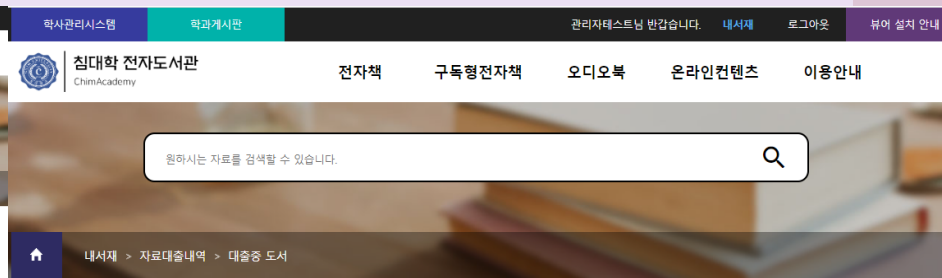 학사관리시스템 학과게시판 관리자테스트님 반갑습니다. 내서재 로그아웃 뷰어 설치 안내
침대학 전자도서관
ChimAcademy
전자책 구독형전자책 오디오북 온라인컨텐츠 이용안내
원하시는 자료를 검색할 수 있습니다.
내서재 > 자료대출내역 > 대출중 도서